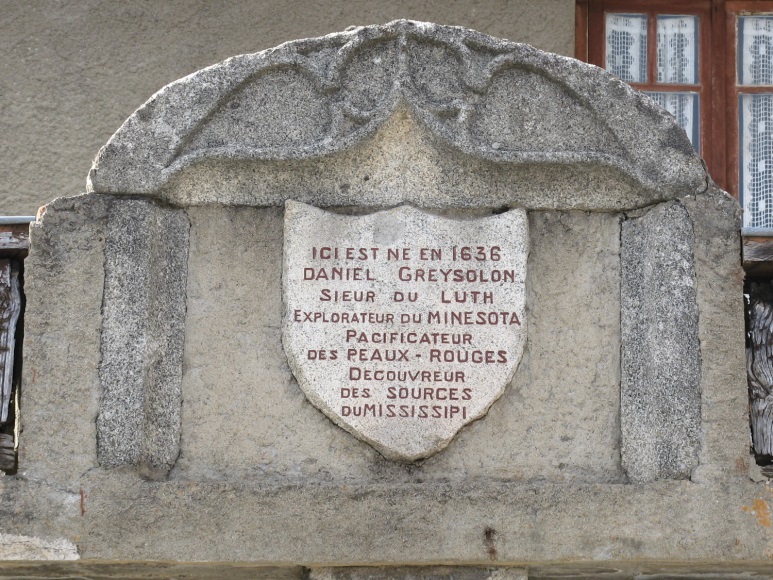 ICI EST NE EN 1636
DANIEL GREYSOLON
SIEUR DU LUTH
EXPLORATEUR DU MINESOTA
PACIFICATEUR
DES PEAUX-ROUGES
DECOUVREUR
DES SOURCES
DU MISSISSIPI